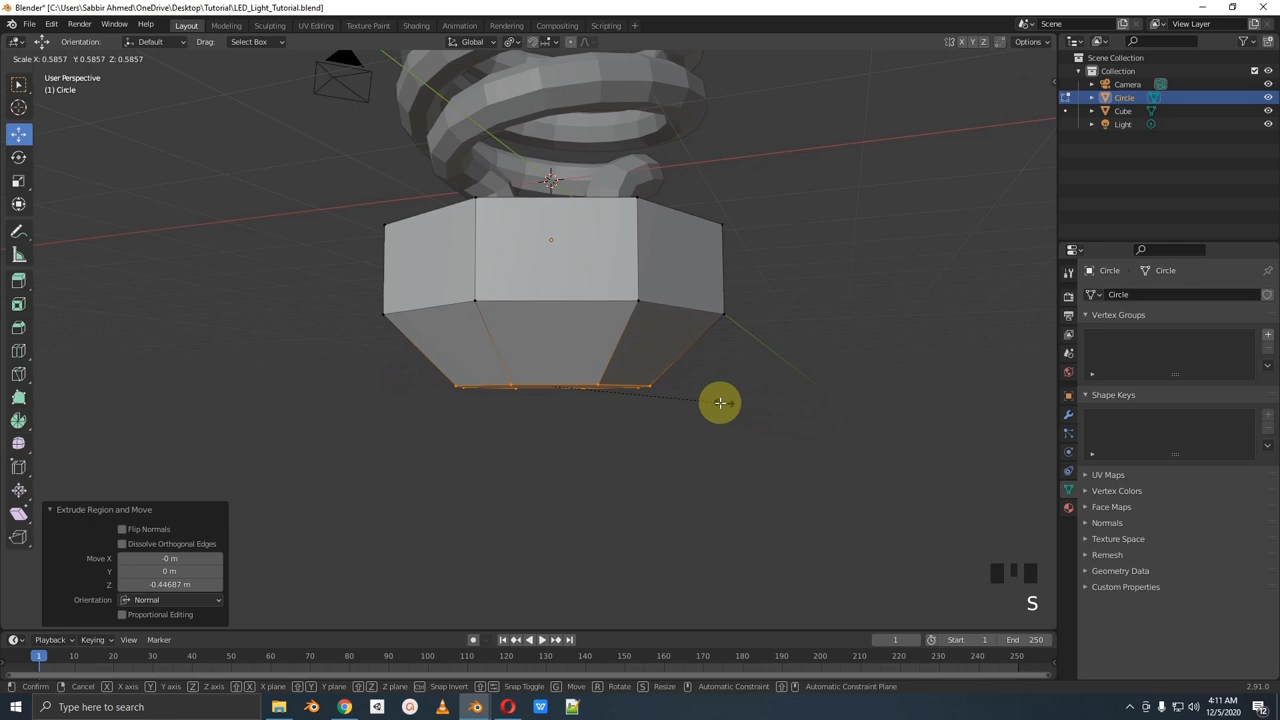 Blender* [C:\Users\Sabbir Ahmed\OneDrive\Desktop\Tutorial\LED_Light_Tutorial.blend]
File Edit Render Window Help Layout Modeling Sculpting UV Editing Texture Paint Shading Animation Rendering Compositing Scripting Scene View Layer
Orientation: Default Drag: Select Box Global X Y Z Options
Scale X: 0.5857 Y: 0.5857 Z: 0.5857
User Perspective
(1) Circle
Scene Collection
Collection
Camera
Circle
Cube
Light
Circle Circle
Circle
Vertex Groups
Shape Keys
UV Maps
Vertex Colors
Face Maps
Normals
Texture Space
Remesh
Geometry Data
Custom Properties
Extrude Region and Move
Flip Normals
Dissolve Orthogonal Edges
Move X -0 m
Y 0 m
Z -0.44687 m
Orientation Normal
Proportional Editing
S
Playback Keying View Marker 1 Start 1 End 250
1 10 20 30 40 50 60 70 80 90 100 110 120 130 140 150 160 170 180 190 200 210 220 230 240 250
Confirm Cancel X X axis Y Y axis Z Z axis X X plane Y Y plane Z Z plane Snap Invert Snap Toggle G Move R Rotate S Resize Automatic Constraint Automatic Constraint Plane 2.91.0
Type here to search 4:11 AM
12/5/2020